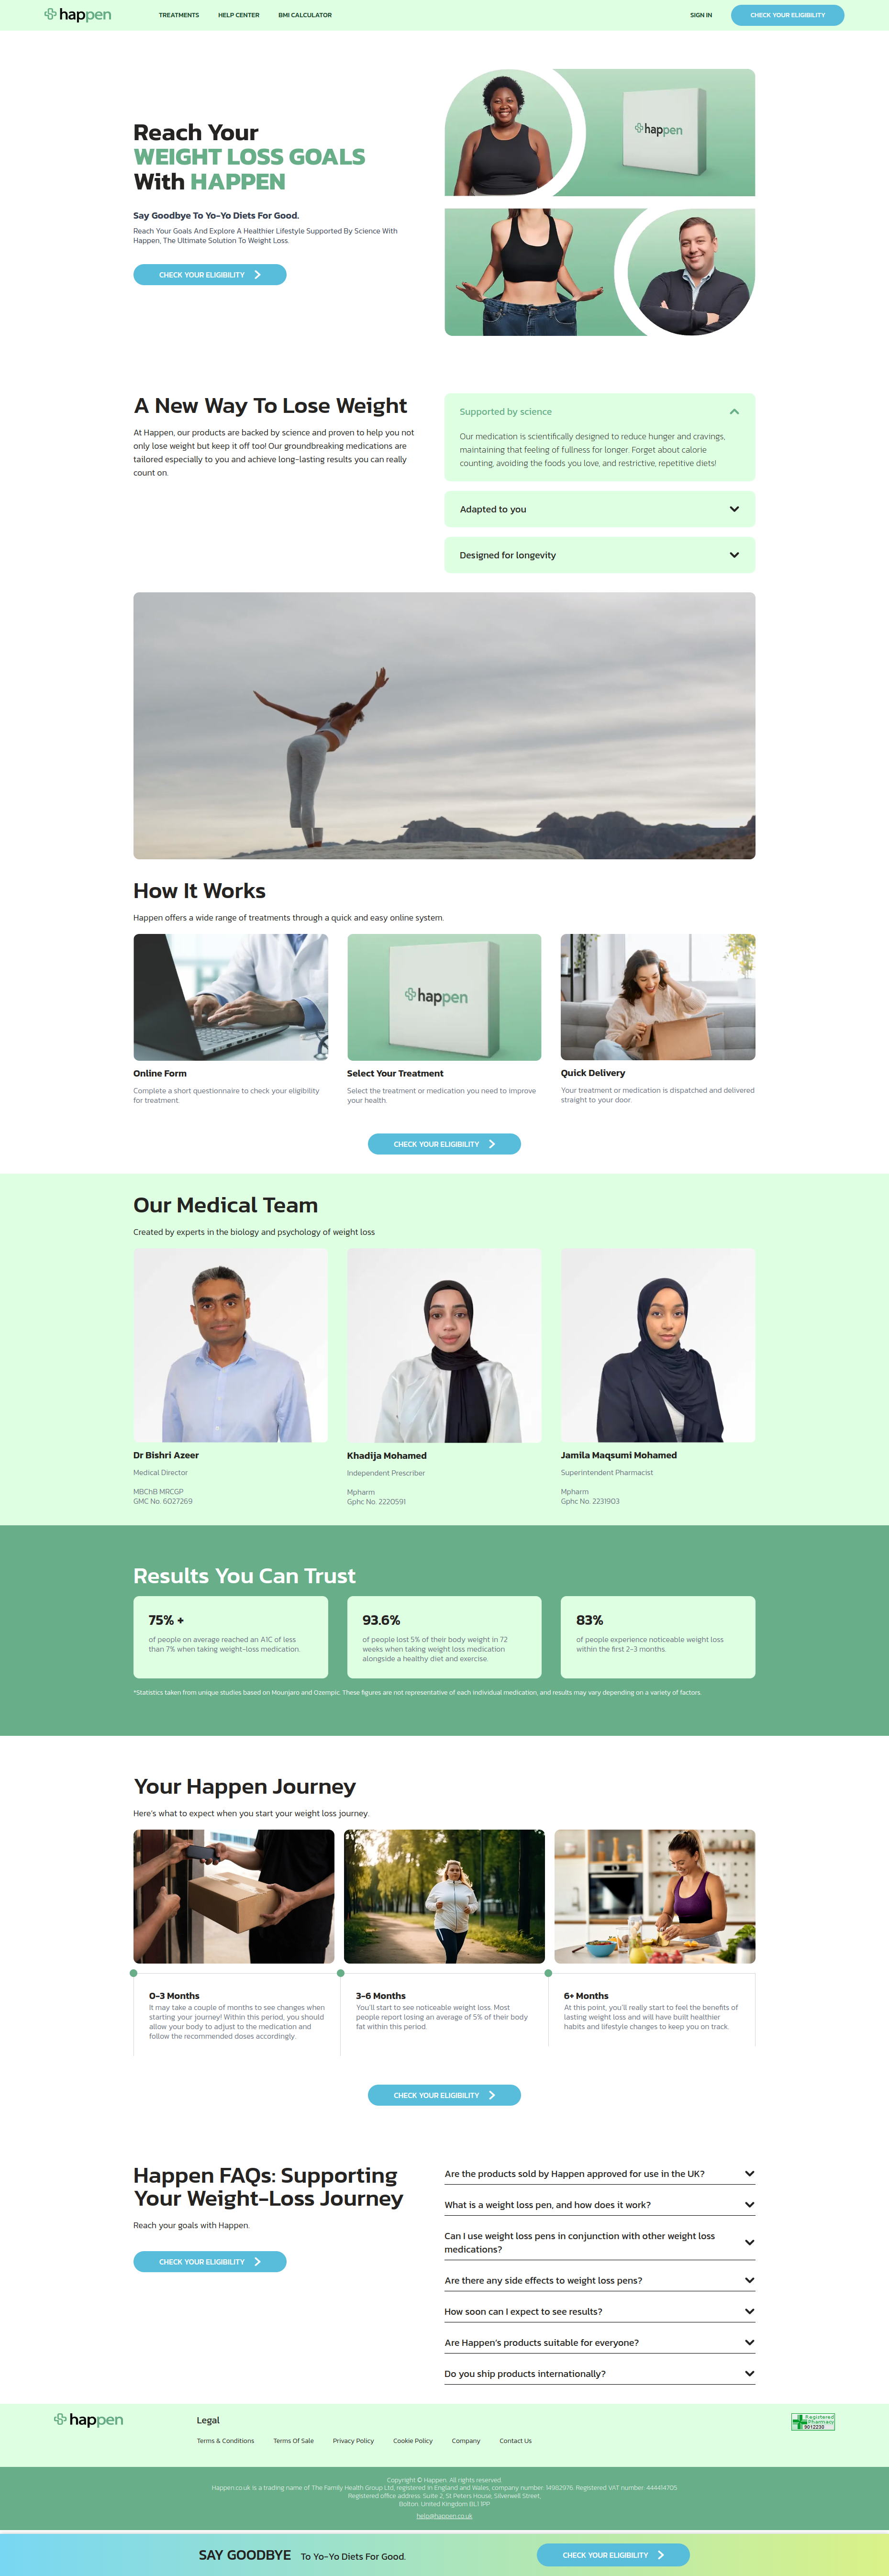 happen
TREATMENTS
HELP CENTER
BMI CALCULATOR
SIGN IN
CHECK YOUR ELIGIBILITY
Reach Your
WEIGHT LOSS GOALS
With HAPPEN
Say Goodbye To Yo-Yo Diets For Good.
Reach Your Goals And Explore A Healthier Lifestyle Supported By Science With
Happen, The Ultimate Solution To Weight Loss.
CHECK YOUR ELIGIBILITY
happen
A New Way To Lose Weight
At Happen, our products are backed by science and proven to help you not
only lose weight but keep it off too! Our groundbreaking medications are
tailored especially to you and achieve long-lasting results you can really
count on.
Supported by science
Our medication is scientifically designed to reduce hunger and cravings,
maintaining that feeling of fullness for longer. Forget about calorie
counting, avoiding the foods you love, and restrictive, repetitive diets!
Adapted to you
Designed for longevity
How It Works
Happen offers a wide range of treatments through a quick and easy online system.
happen
Online Form
Complete a short questionnaire to check your eligibility
for treatment.
Select Your Treatment
Select the treatment or medication you need to improve
your health.
Quick Delivery
Your treatment or medication is dispatched and delivered
straight to your door.
CHECK YOUR ELIGIBILITY
Our Medical Team
Created by experts in the biology and psychology of weight loss
Dr Bishri Azeer
Medical Director
MBChB MRCGP
GMC No. 6027269
Khadija Mohamed
Independent Prescriber
Mpharm
Gphc No. 2220591
Jamila Maqsumi Mohamed
Superintendent Pharmacist
Mpharm
Gphc No. 2231903
Results You Can Trust
75% +
of people on average reached an A1C of less
than 7% when taking weight-loss medication.
93.6%
of people lost 5% of their body weight in 72
weeks when taking weight loss medication
alongside a healthy diet and exercise.
83%
of people experience noticeable weight loss
within the first 2-3 months.
*Statistics taken from unique studies based on Mounjaro and Ozempic. These figures are not representative of each individual medication, and results may vary depending on a variety of factors.
Your Happen Journey
Here's what to expect when you start your weight loss journey.
0-3 Months
It may take a couple of months to see changes when
starting your journey! Within this period, you should
allow your body to adjust to the medication and
follow the recommended doses accordingly.
3-6 Months
You'll start to see noticeable weight loss. Most
people report losing an average of 5% of their body
fat within this period.
6+ Months
At this point, you'll really start to feel the benefits of
lasting weight loss and will have built healthier
habits and lifestyle changes to keep you on track.
CHECK YOUR ELIGIBILITY
Happen FAQs: Supporting
Your Weight-Loss Journey
Reach your goals with Happen.
CHECK YOUR ELIGIBILITY
Are the products sold by Happen approved for use in the UK?
What is a weight loss pen, and how does it work?
Can I use weight loss pens in conjunction with other weight loss
medications?
Are there any side effects to weight loss pens?
How soon can I expect to see results?
Are Happen's products suitable for everyone?
Do you ship products internationally?
happen
Legal
Terms & Conditions
Terms Of Sale
Privacy Policy
Cookie Policy
Company
Contact Us
Registered
Pharmacy
9012230
Copyright © Happen. All rights reserved
Happen.co.uk is a trading name of The Family Health Group Ltd, registered in England and Wales, company number: 14982976. Registered VAT number: 444414705
Registered office address: Suite 2, St Peters House, Silverwell Street,
Bolton, United Kingdom BL1 1PP
help@happen.co.uk
SAY GOODBYE To Yo-Yo Diets For Good.
CHECK YOUR ELIGIBILITY